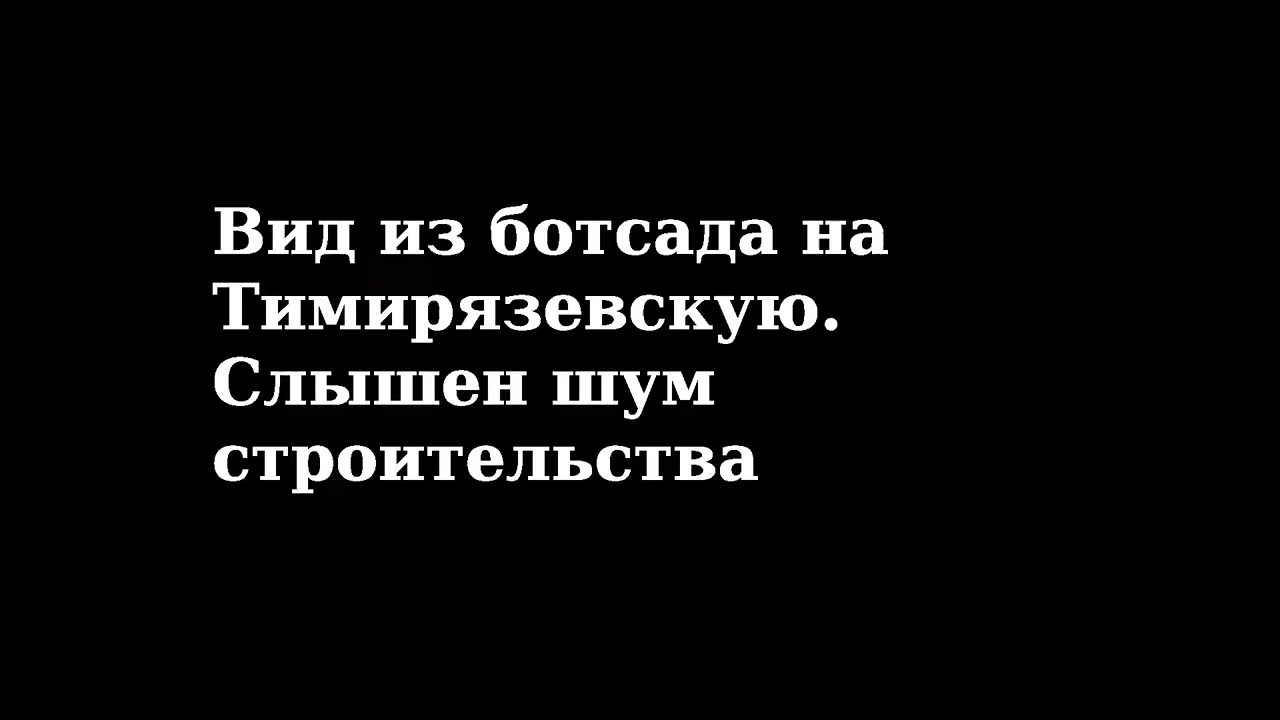 Вид из ботсада на
Тимирязевскую.
Слышен шум
строительства